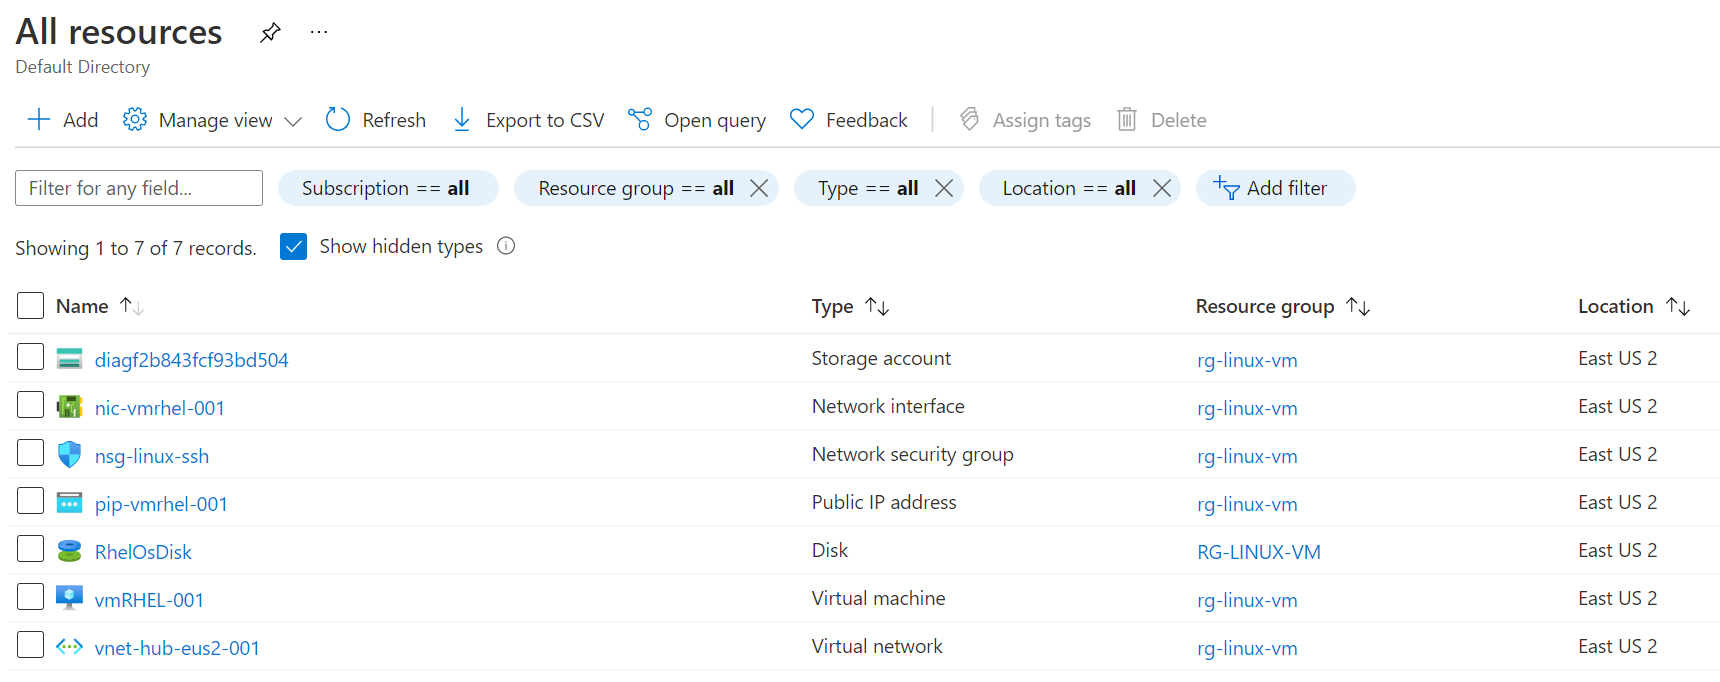 All resources
Default Directory
Add Manage view Refresh Export to CSV Open query Feedback Assign tags Delete
Filter for any field... Subscription == all Resource group == all Type == all Location == all Add filter
Showing 1 to 7 of 7 records. Show hidden types
Name Type Resource group Location
diagf2b843fcf93bd504 Storage account rg-linux-vm East US 2
nic-vmrhel-001 Network interface rg-linux-vm East US 2
nsg-linux-ssh Network security group rg-linux-vm East US 2
pip-vmrhel-001 Public IP address rg-linux-vm East US 2
RhelOsDisk Disk RG-LINUX-VM East US 2
vmRHEL-001 Virtual machine rg-linux-vm East US 2
vnet-hub-eus2-001 Virtual network rg-linux-vm East US 2